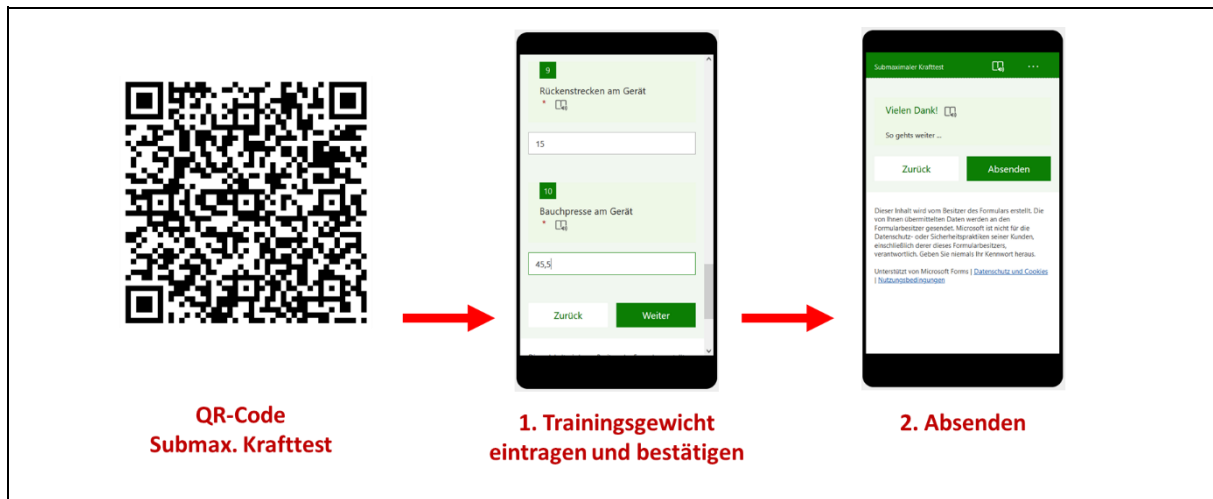 QR-Code
Submax. Krafttest
9
Rückenstrecken am Gerät
*
15
10
Bauchpresse am Gerät
*
45,5
Zurück
Weiter
1. Trainingsgewicht
eintragen und bestätigen
Submaximaler Krafttest
...
Vielen Dank!
So gehts weiter ...
Zurück
Absenden
Dieser Inhalt wird vom Besitzer des Formulars erstellt. Die
von Ihnen übermittelten Daten werden an den
Formularbesitzer gesendet. Microsoft ist nicht für die
Datenschutz- oder Sicherheitspraktiken seiner Kunden,
einschließlich derer dieses Formularbesitzers,
verantwortlich. Geben Sie niemals Ihr Kennwort heraus.
Unterstützt von Microsoft Forms | Datenschutz und Cookies
| Nutzungsbedingungen
2. Absenden